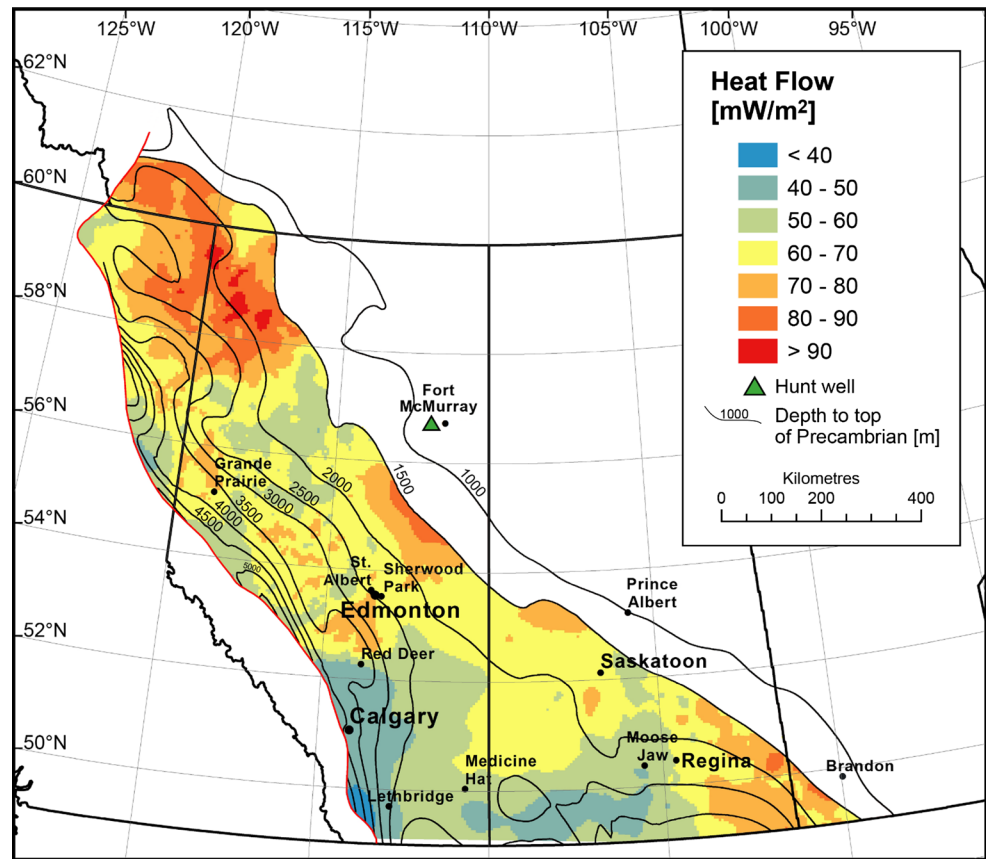 125°W 120°W 115°W 110°W 105°W 100°W 95°W
62°N
60°N
58°N
56°N
54°N
52°N
50°N
Heat Flow
[mW/m²]
< 40
40 - 50
50 - 60
60 - 70
70 - 80
80 - 90
> 90
Hunt well
1000
Depth to top
of Precambrian [m]
Kilometres
0 100 200 400
Fort
McMurray
Grande
Prairie
2000
2500
3000
3500
4000
4500
5000
1500
1000
St.
Albert
Sherwood
Park
Edmonton
Prince
Albert
Red Deer
Saskatoon
Calgary
Moose
Jaw
Regina
Medicine
Hat
Brandon
Lethbridge